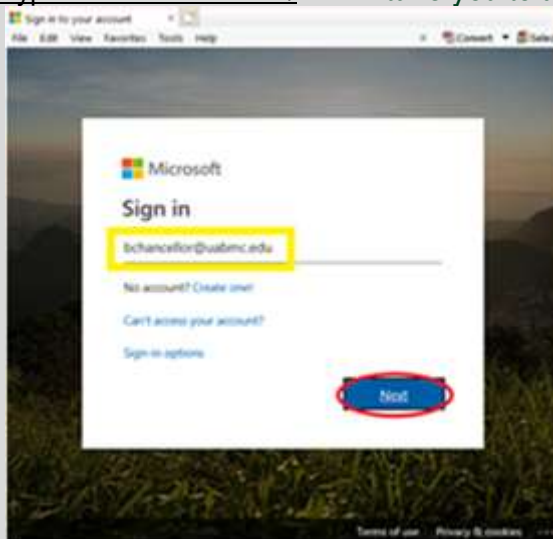 Sign in to your account
File Edit View Favorites Tools Help
Convert
Microsoft
Sign in
bchancellor@uabmc.edu
No account? Create one!
Can't access your account?
Sign-in options
Next
Terms of use Privacy & cookies ...